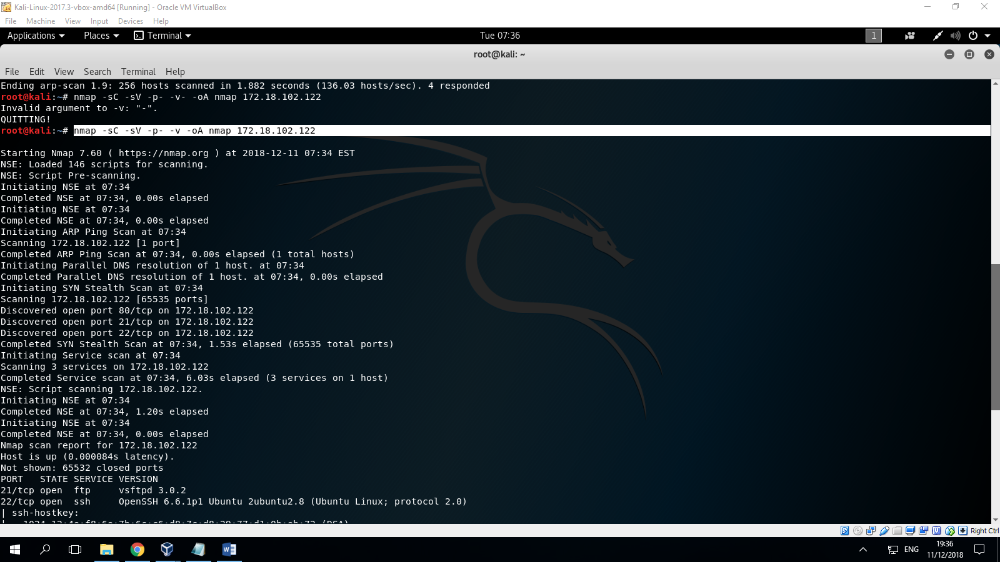 Kali-Linux-2017.3-vbox-amd64 [Running] - Oracle VM VirtualBox
File Machine View Input Devices Help
Applications Places Terminal Tue 07:36 1
root@kali: ~
File Edit View Search Terminal Help
Ending arp-scan 1.9: 256 hosts scanned in 1.882 seconds (136.03 hosts/sec). 4 responded
root@kali:~# nmap -sC -sV -p- -v- -oA nmap 172.18.102.122
Invalid argument to -v: "-".
QUITTING!
root@kali:~# nmap -sC -sV -p- -v -oA nmap 172.18.102.122
Starting Nmap 7.60 ( https://nmap.org ) at 2018-12-11 07:34 EST
NSE: Loaded 146 scripts for scanning.
NSE: Script Pre-scanning.
Initiating NSE at 07:34
Completed NSE at 07:34, 0.00s elapsed
Initiating NSE at 07:34
Completed NSE at 07:34, 0.00s elapsed
Initiating ARP Ping Scan at 07:34
Scanning 172.18.102.122 [1 port]
Completed ARP Ping Scan at 07:34, 0.00s elapsed (1 total hosts)
Initiating Parallel DNS resolution of 1 host. at 07:34
Completed Parallel DNS resolution of 1 host. at 07:34, 0.00s elapsed
Initiating SYN Stealth Scan at 07:34
Scanning 172.18.102.122 [65535 ports]
Discovered open port 80/tcp on 172.18.102.122
Discovered open port 21/tcp on 172.18.102.122
Discovered open port 22/tcp on 172.18.102.122
Completed SYN Stealth Scan at 07:34, 1.53s elapsed (65535 total ports)
Initiating Service scan at 07:34
Scanning 3 services on 172.18.102.122
Completed Service scan at 07:34, 6.03s elapsed (3 services on 1 host)
NSE: Script scanning 172.18.102.122.
Initiating NSE at 07:34
Completed NSE at 07:34, 1.20s elapsed
Initiating NSE at 07:34
Completed NSE at 07:34, 0.00s elapsed
Nmap scan report for 172.18.102.122
Host is up (0.000084s latency).
Not shown: 65532 closed ports
PORT STATE SERVICE VERSION
21/tcp open ftp vsftpd 3.0.2
22/tcp open ssh OpenSSH 6.6.1p1 Ubuntu 2ubuntu2.8 (Ubuntu Linux; protocol 2.0)
| ssh-hostkey:
Right Ctrl
ENG
19:36
11/12/2018